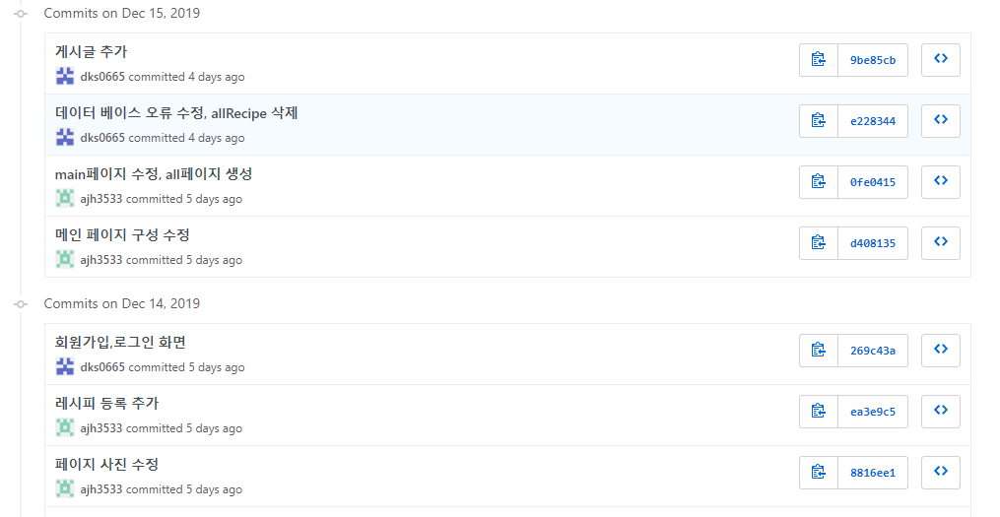 Commits on Dec 15, 2019
게시글 추가
9be85cb
dks0665 committed 4 days ago
데이터 베이스 오류 수정, allRecipe 삭제
e228344
dks0665 committed 4 days ago
main페이지 수정, all페이지 생성
0fe0415
ajh3533 committed 5 days ago
메인 페이지 구성 수정
d408135
ajh3533 committed 5 days ago
Commits on Dec 14, 2019
회원가입,로그인 화면
269c43a
dks0665 committed 5 days ago
레시피 등록 추가
ea3e9c5
ajh3533 committed 5 days ago
페이지 사진 수정
8816ee1
ajh3533 committed 5 days ago